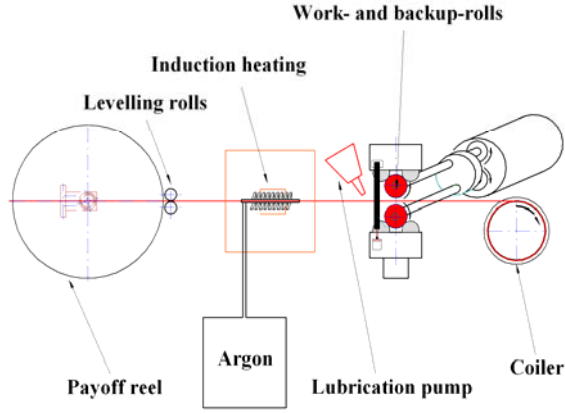 Work- and backup-rolls
Induction heating
Levelling rolls
Argon
Payoff reel
Lubrication pump
Coiler